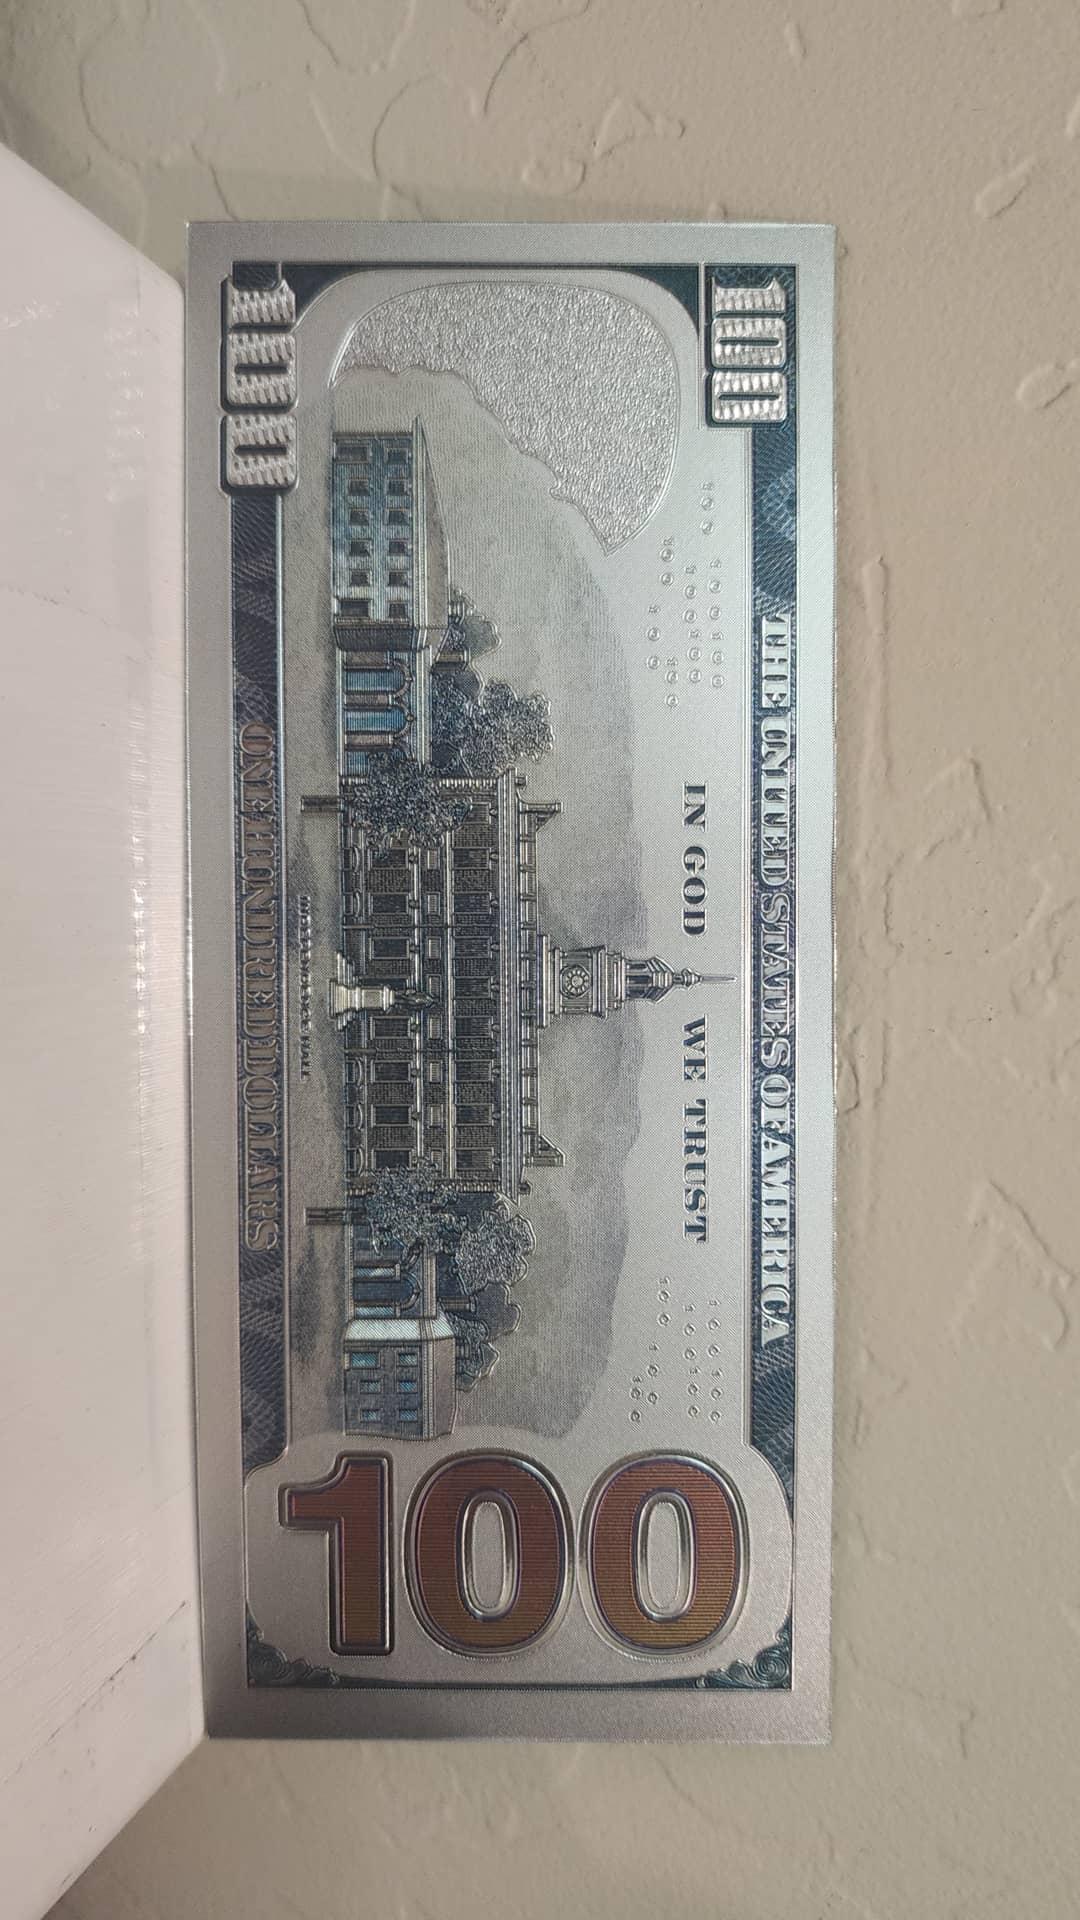 100
100
THE UNITED STATES OF AMERICA
IN GOD WE TRUST
ONE HUNDRED DOLLARS
100